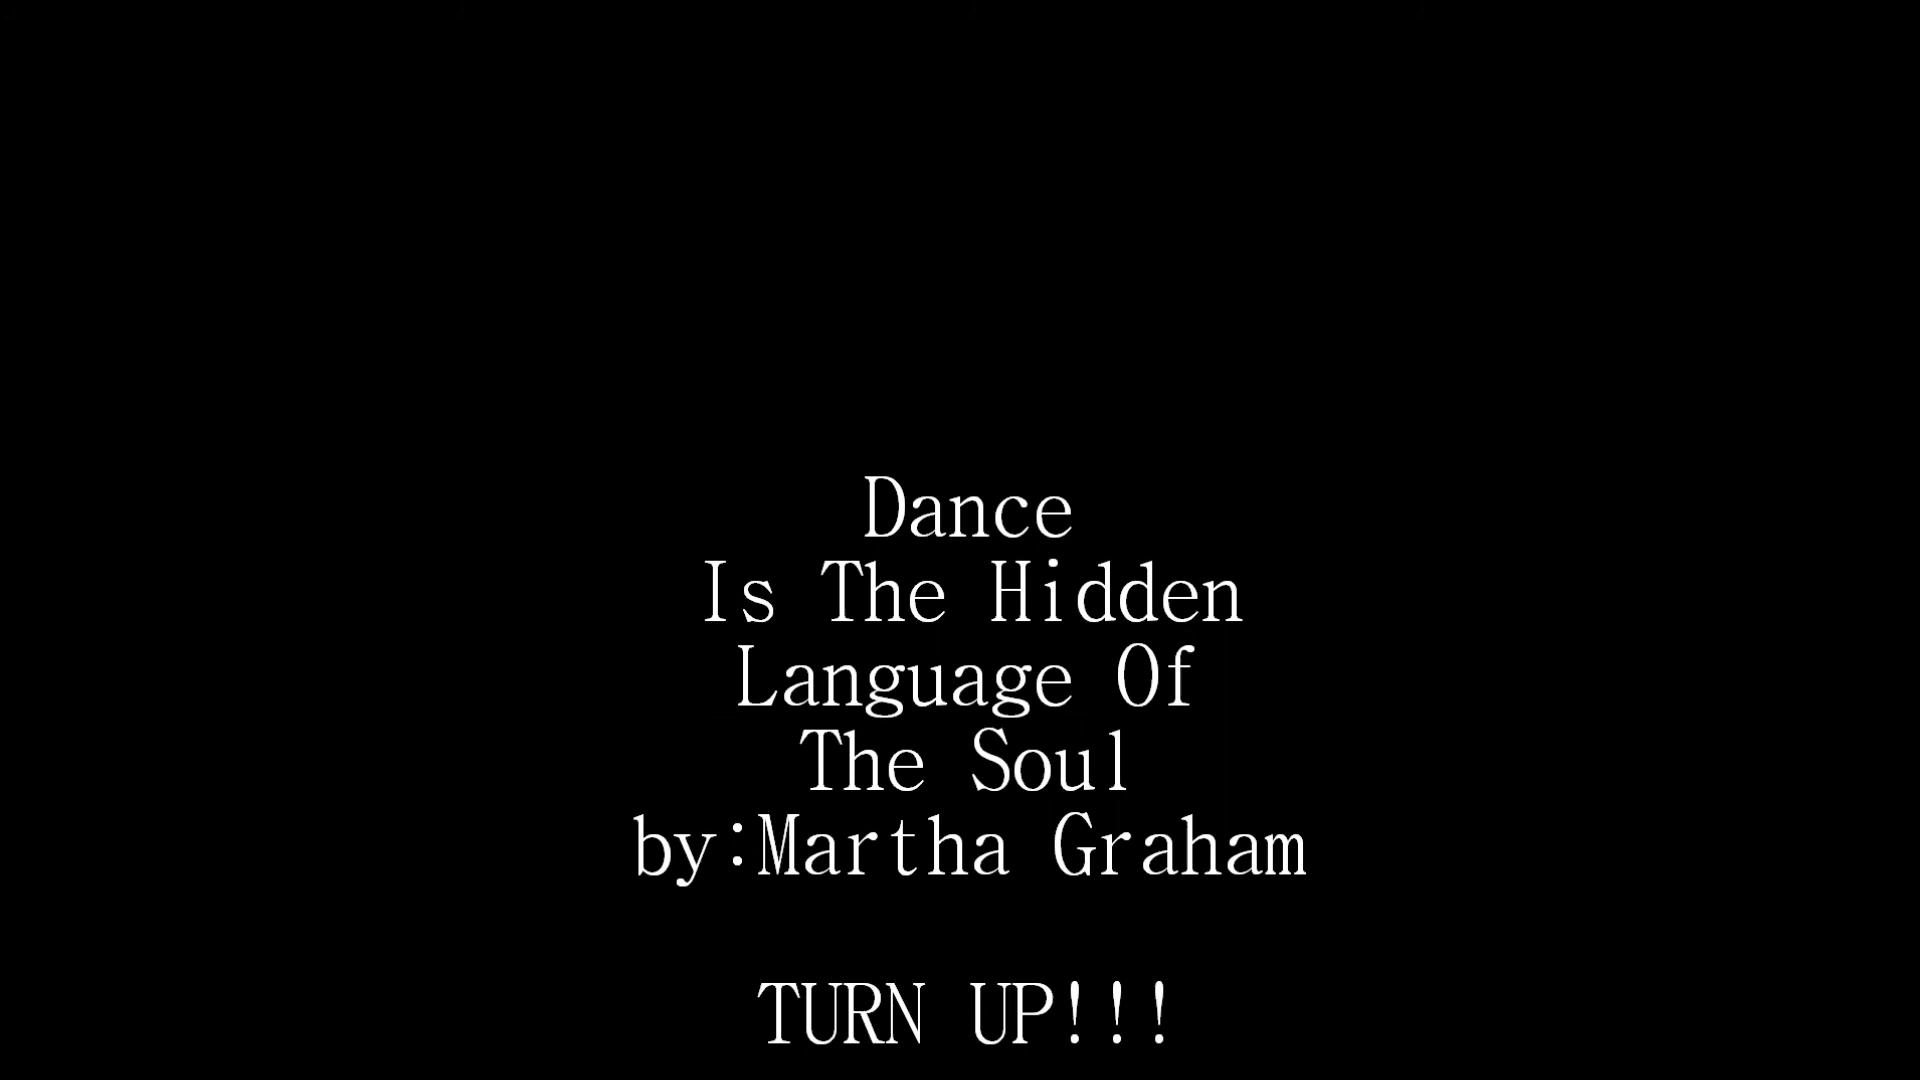 Dance
Is The Hidden
Language Of
The Soul
by:Martha Graham
TURN UP!!!